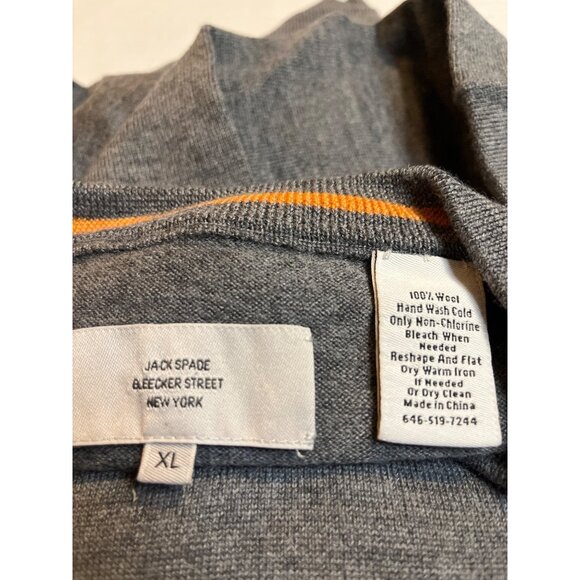 JACK SPADE
BLEECKER STREET
NEW YORK
XL
100% Wool
Hand Wash Cold
Only Non-Chlorine
Bleach When
Needed
Reshape And Flat
Dry Warm Iron
If Needed
Or Dry Clean
Made in China
646-519-7244